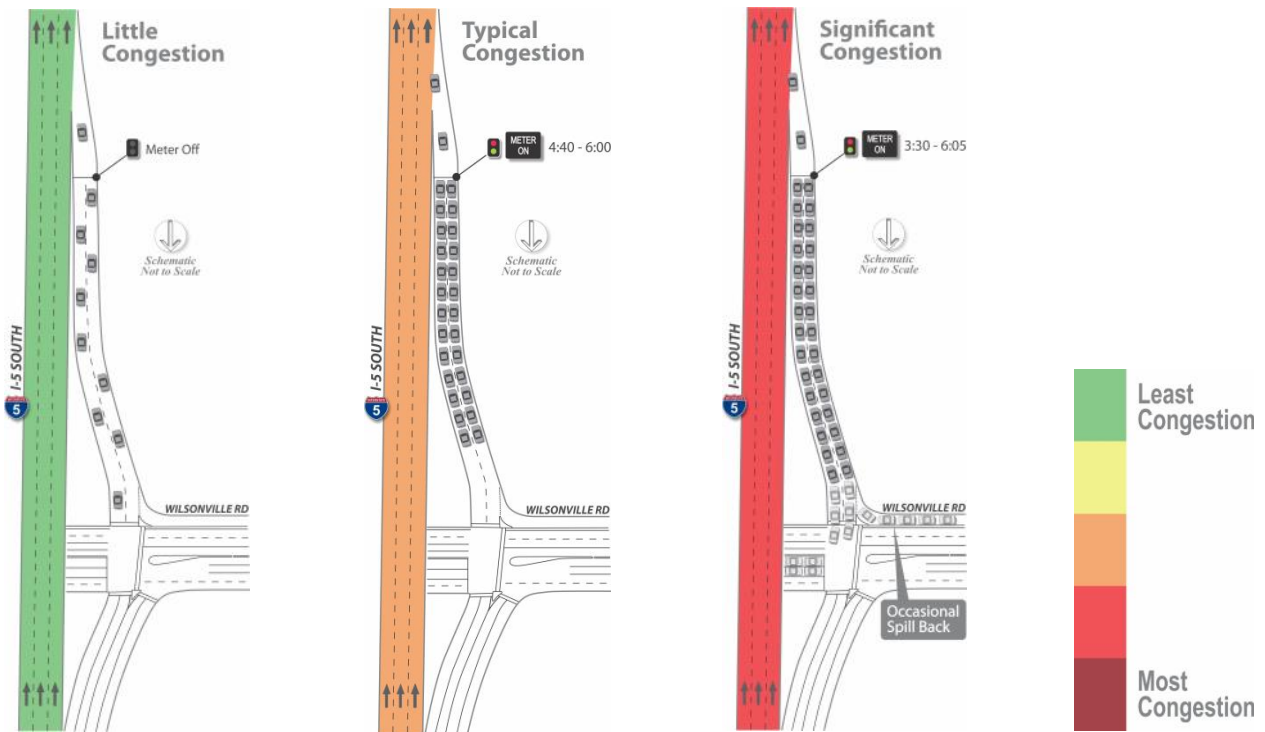 Little
Congestion
Meter Off
Schematic
Not to Scale
I-5 SOUTH
5
WILSONVILLE RD
Typical
Congestion
METER
ON
4:40 - 6:00
Schematic
Not to Scale
I-5 SOUTH
5
WILSONVILLE RD
Significant
Congestion
METER
ON
3:30 - 6:05
Schematic
Not to Scale
I-5 SOUTH
5
WILSONVILLE RD
Occasional
Spill Back
Least
Congestion
Most
Congestion